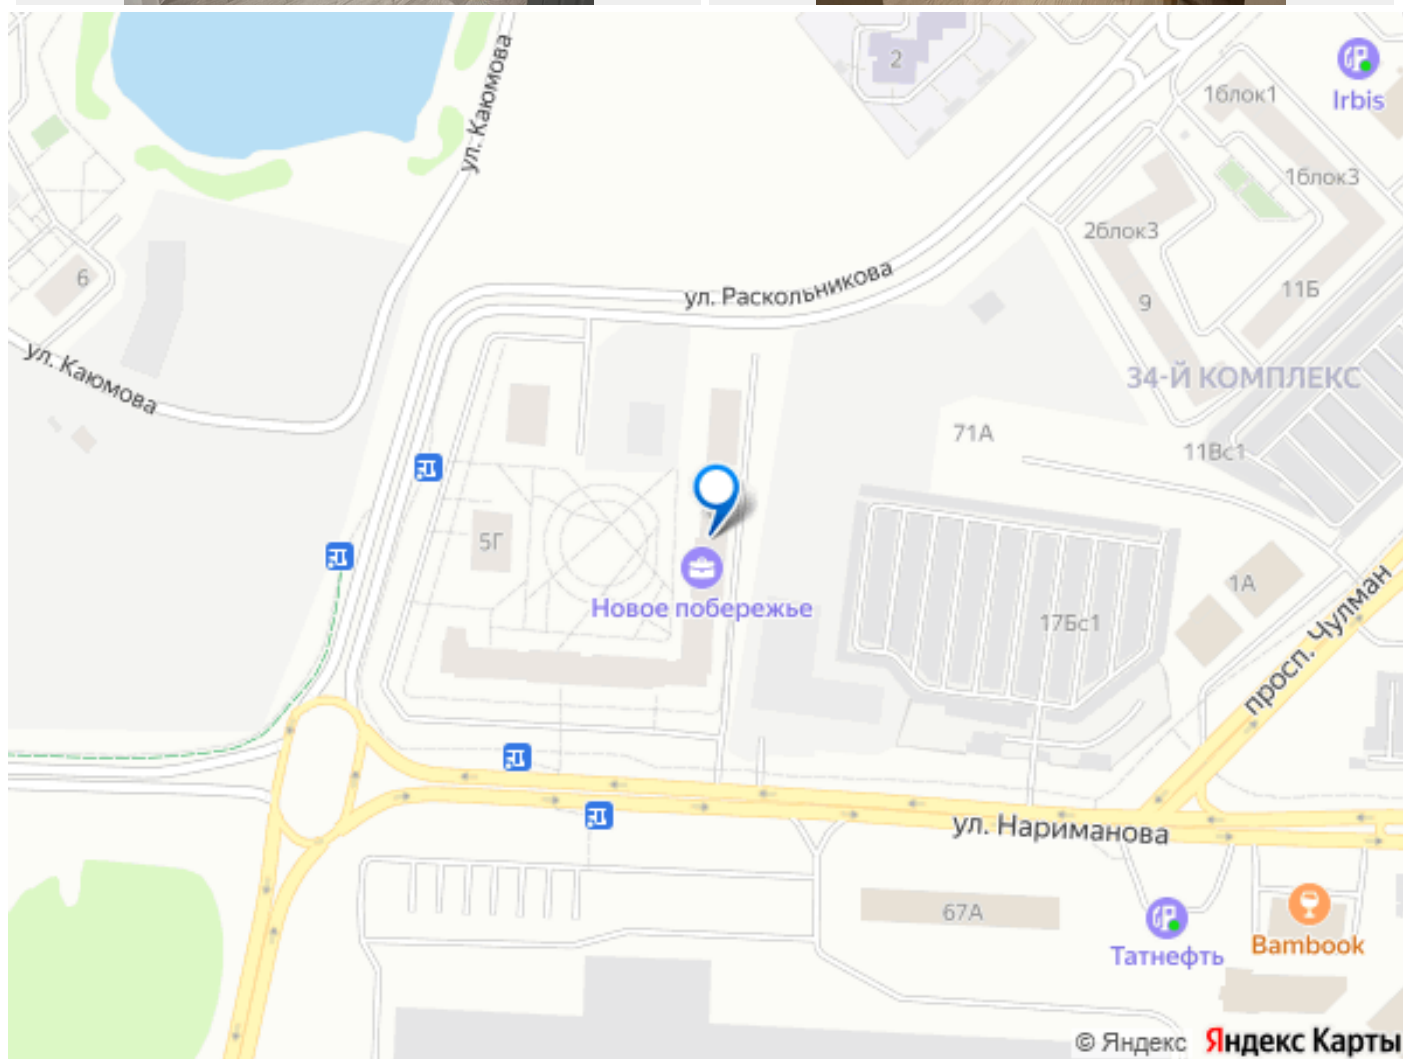 2
Irbis
1блок1
ул. Каюмова
1блок3
2блок3
6
ул. Раскольникова
9
11Б
ул. Каюмова
34-Й КОМПЛЕКС
71А
11Вс1
5Г
1А
Новое побережье
17Бс1
просп. Чулман
ул. Нариманова
67А
Татнефть
Bambook
© Яндекс Яндекс Карты